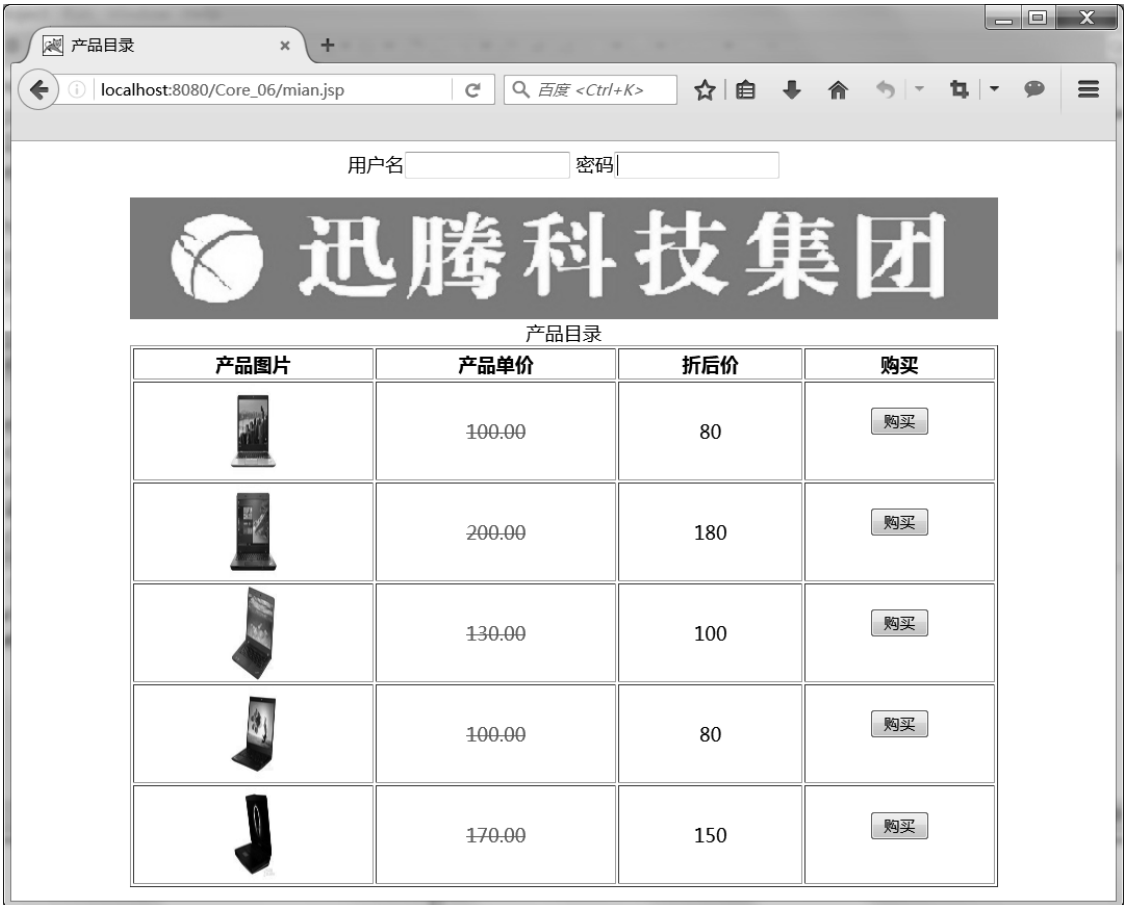 产品目录
localhost:8080/Core_06/mian.jsp
百度 <Ctrl+K>
用户名 密码
迅腾科技集团
产品目录
产品图片 产品单价 折后价 购买
100.00 80 购买
200.00 180 购买
130.00 100 购买
100.00 80 购买
170.00 150 购买